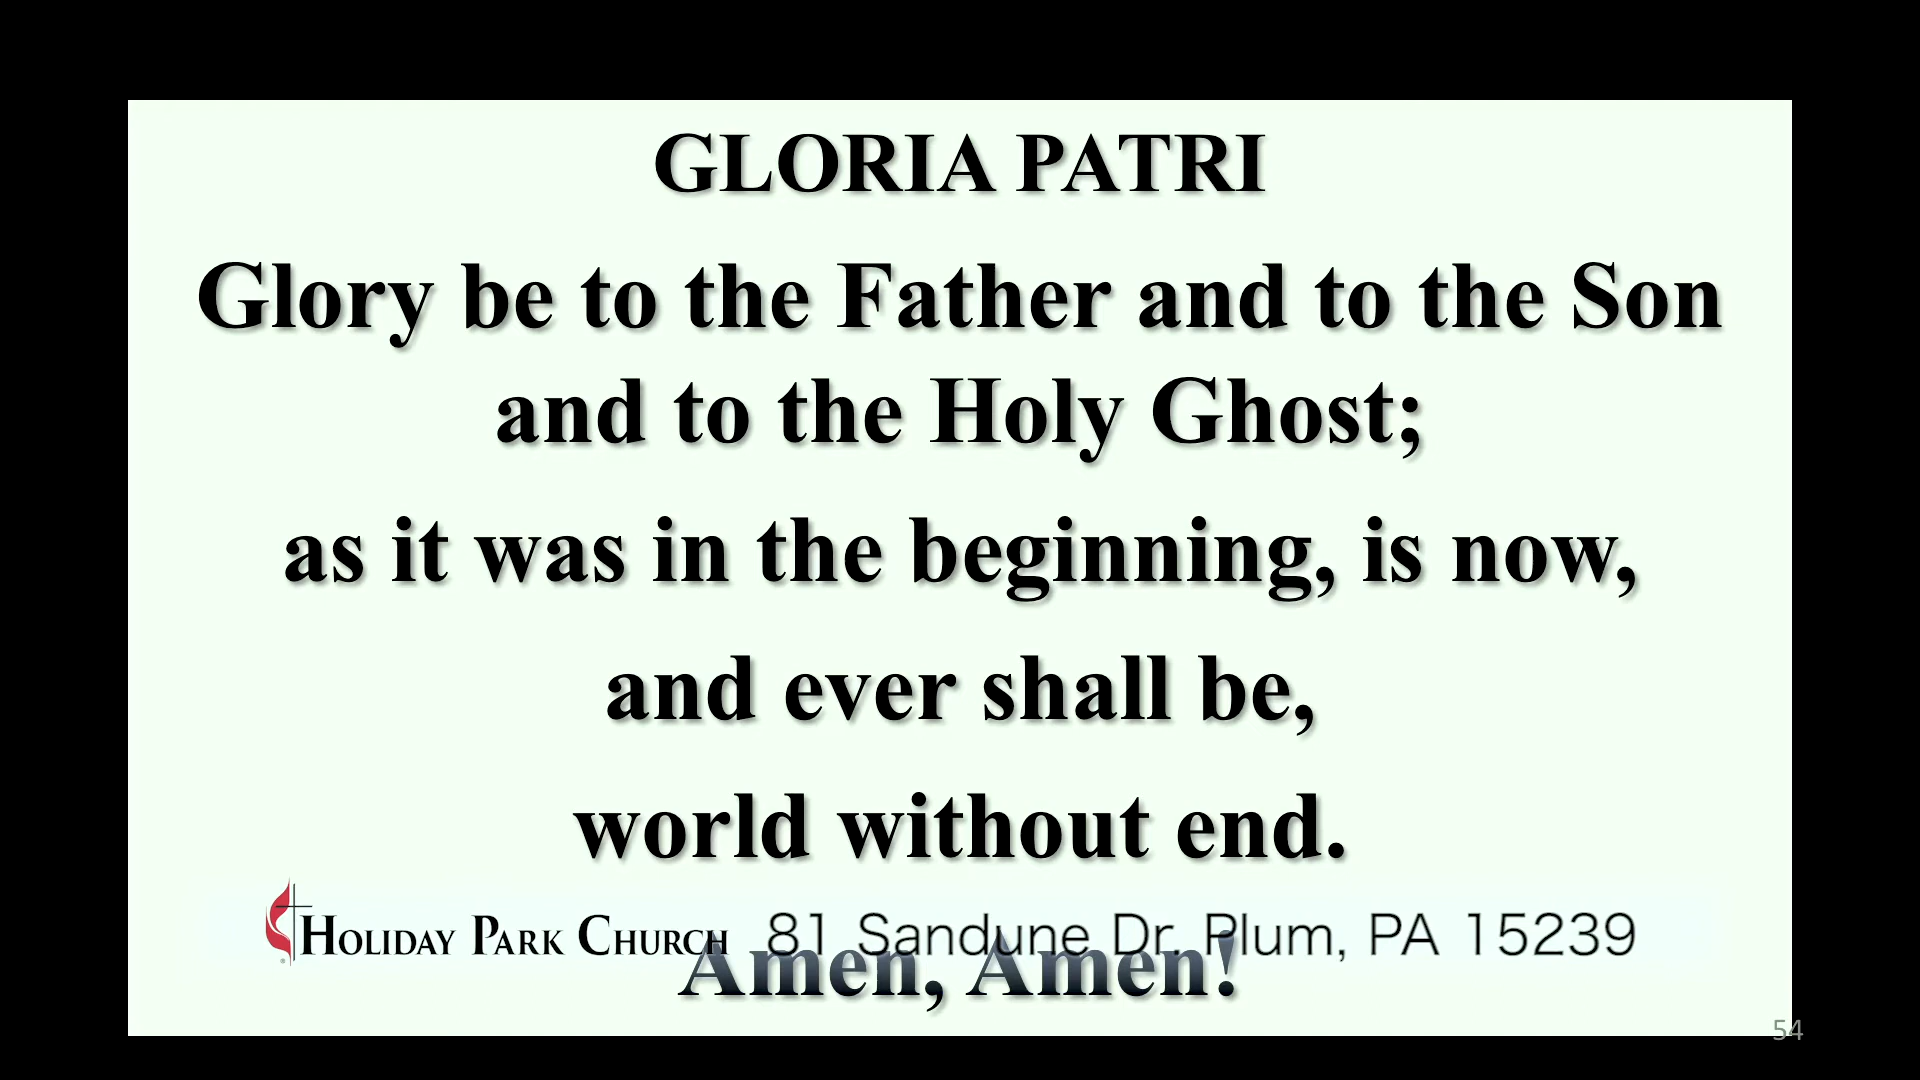 GLORIA PATRI
Glory be to the Father and to the Son
and to the Holy Ghost;
as it was in the beginning, is now,
and ever shall be,
world without end.
HOLIDAY PARK CHURCH 81 Sandune Dr. Plum, PA 15239
Amen, Amen!
54